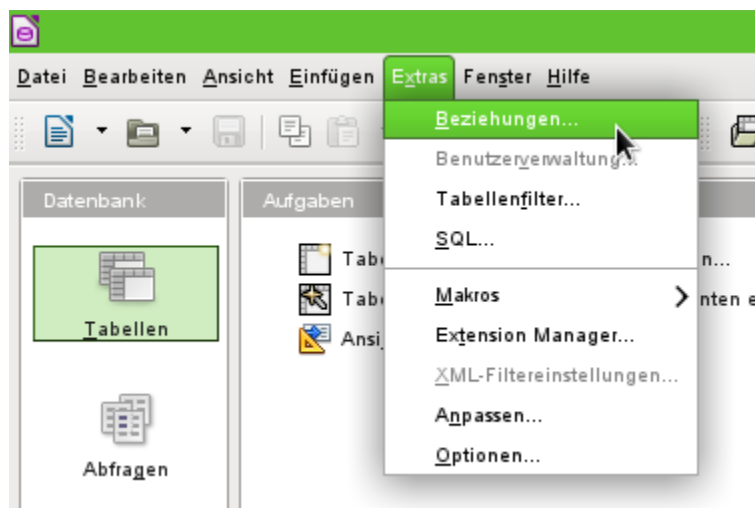 Datei Bearbeiten Ansicht Einfügen Extras Fenster Hilfe
Beziehungen...
Benutzerverwaltung...
Tabellenfilter...
SQL...
Makros
Extension Manager...
XML-Filtereinstellungen...
Anpassen...
Optionen...
Datenbank
Tabellen
Abfragen
Aufgaben